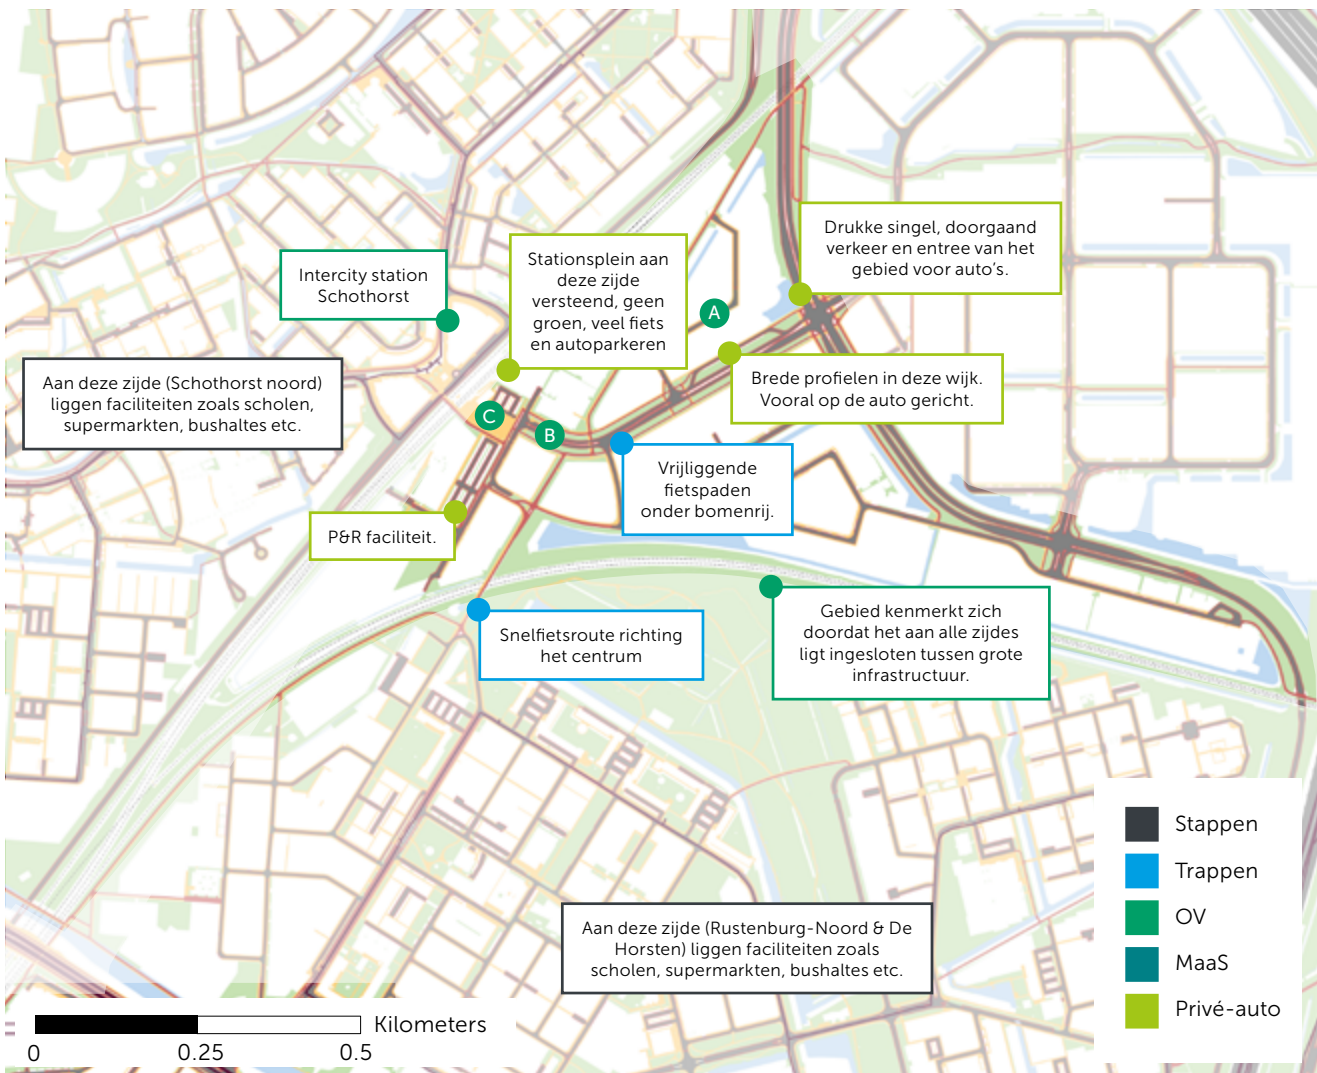 Drukke singel, doorgaand
verkeer en entree van het
gebied voor auto's.
Stationsplein aan
deze zijde
versteend, geen
groen, veel fiets
en autoparkeren
Intercity station
Schothorst
A
Aan deze zijde (Schothorst noord)
liggen faciliteiten zoals scholen,
supermarkten, bushaltes etc.
Brede profielen in deze wijk.
Vooral op de auto gericht.
C
B
Vrijliggende
fietspaden
onder bomenrij.
P&R faciliteit.
Snelfietsroute richting
het centrum
Gebied kenmerkt zich
doordat het aan alle zijdes
ligt ingesloten tussen grote
infrastructuur.
Stappen
Trappen
OV
MaaS
Privé-auto
Aan deze zijde (Rustenburg-Noord & De
Horsten) liggen faciliteiten zoals
scholen, supermarkten, bushaltes etc.
Kilometers
0 0.25 0.5